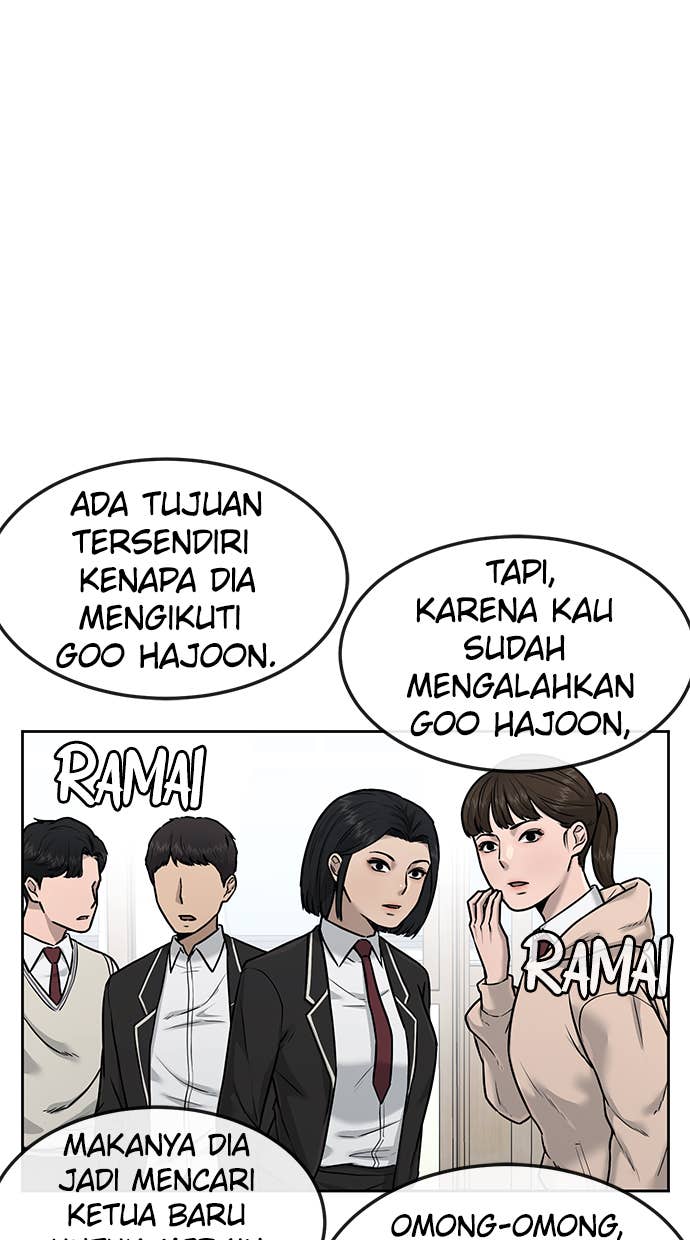 ADA TUJUAN
TERSENDIRI
KENAPA DIA
MENGIKUTI
GOO HAJOON.
TAPI,
KARENA KAU
SUDAH
MENGALAHKAN
GOO HAJOON,
RAMAI
RAMAI
MAKANYA DIA
JADI MENCARI
KETUA BARU
OMONG-OMONG,